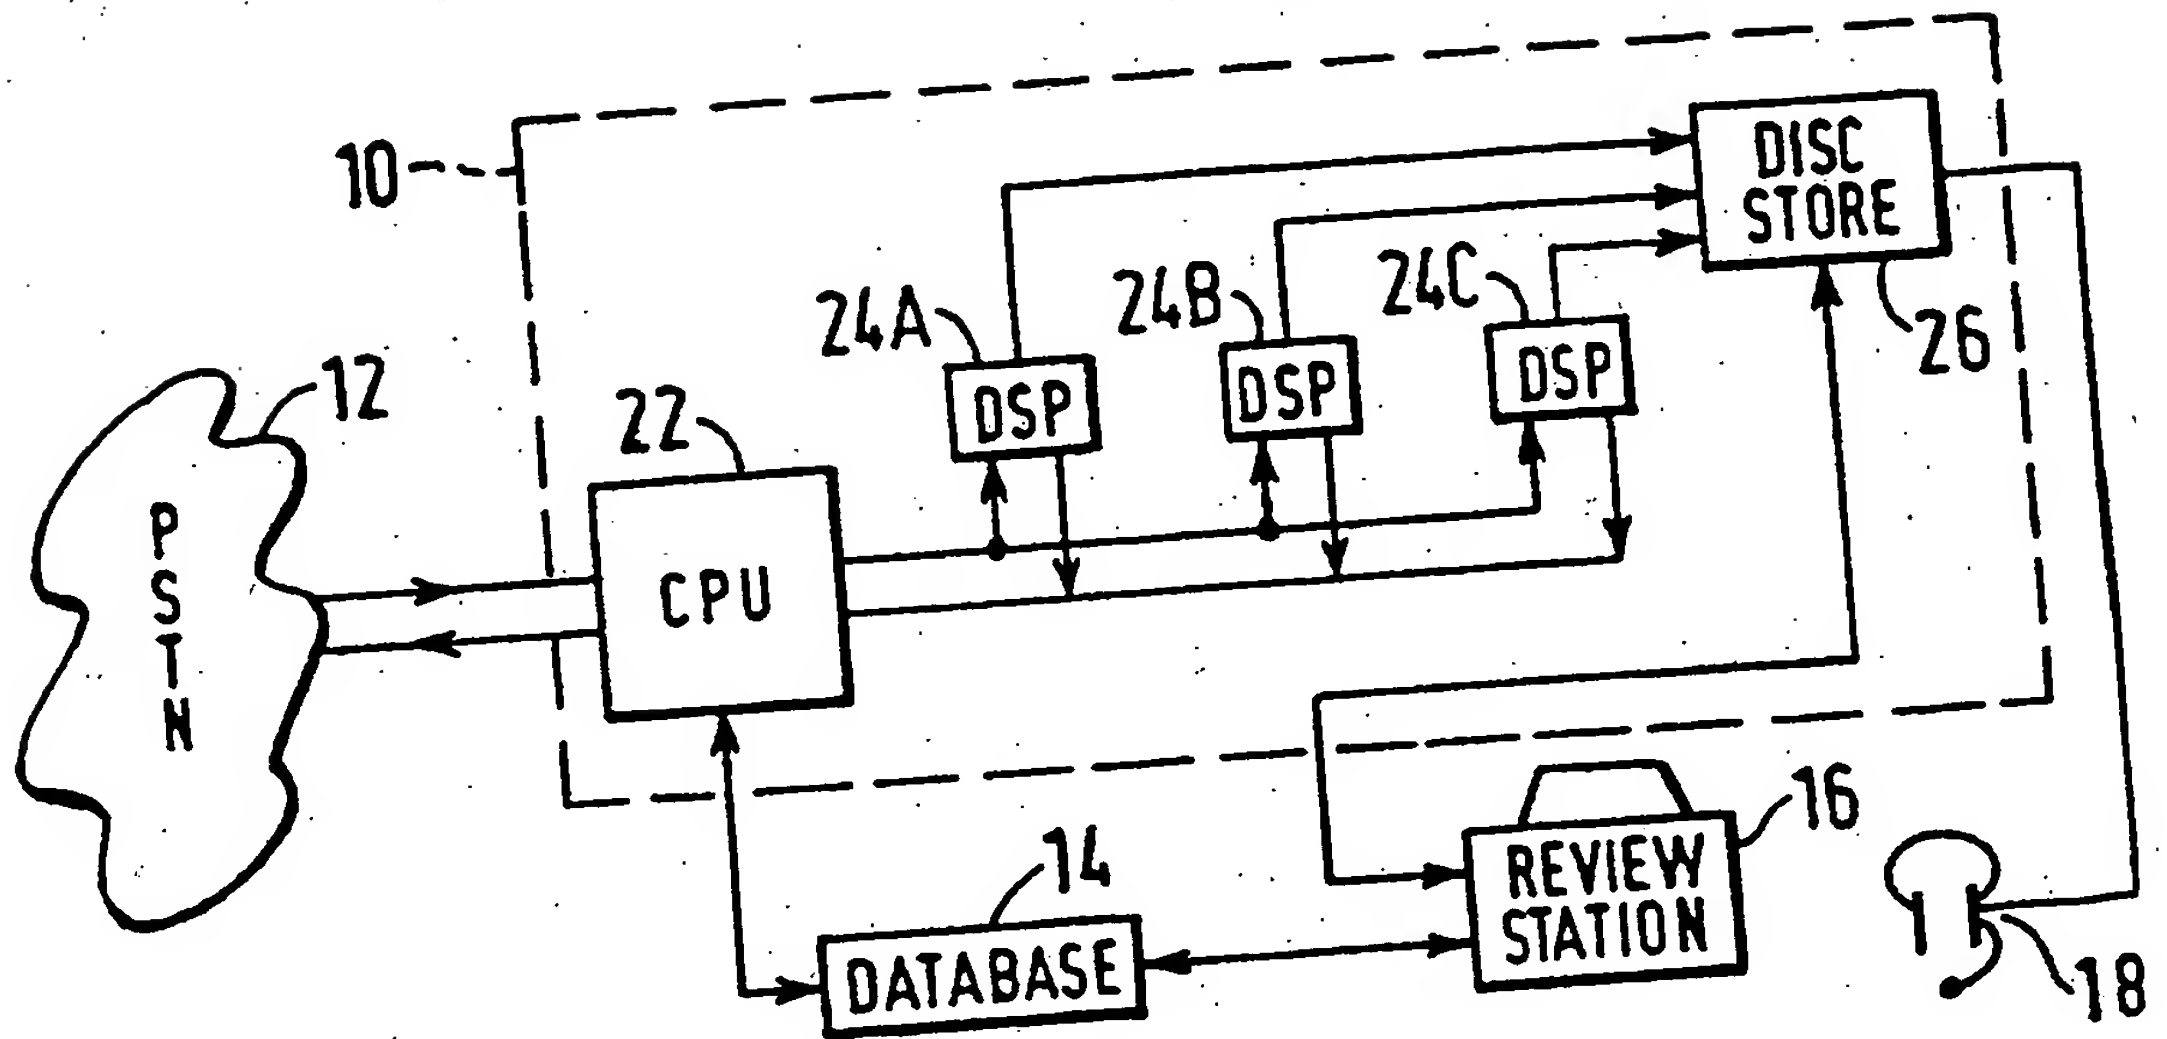 10
DISC
STORE
24A
24B
24C
26
12
22
DSP
DSP
DSP
P
S
T
N
CPU
16
14
REVIEW
STATION
DATABASE
18